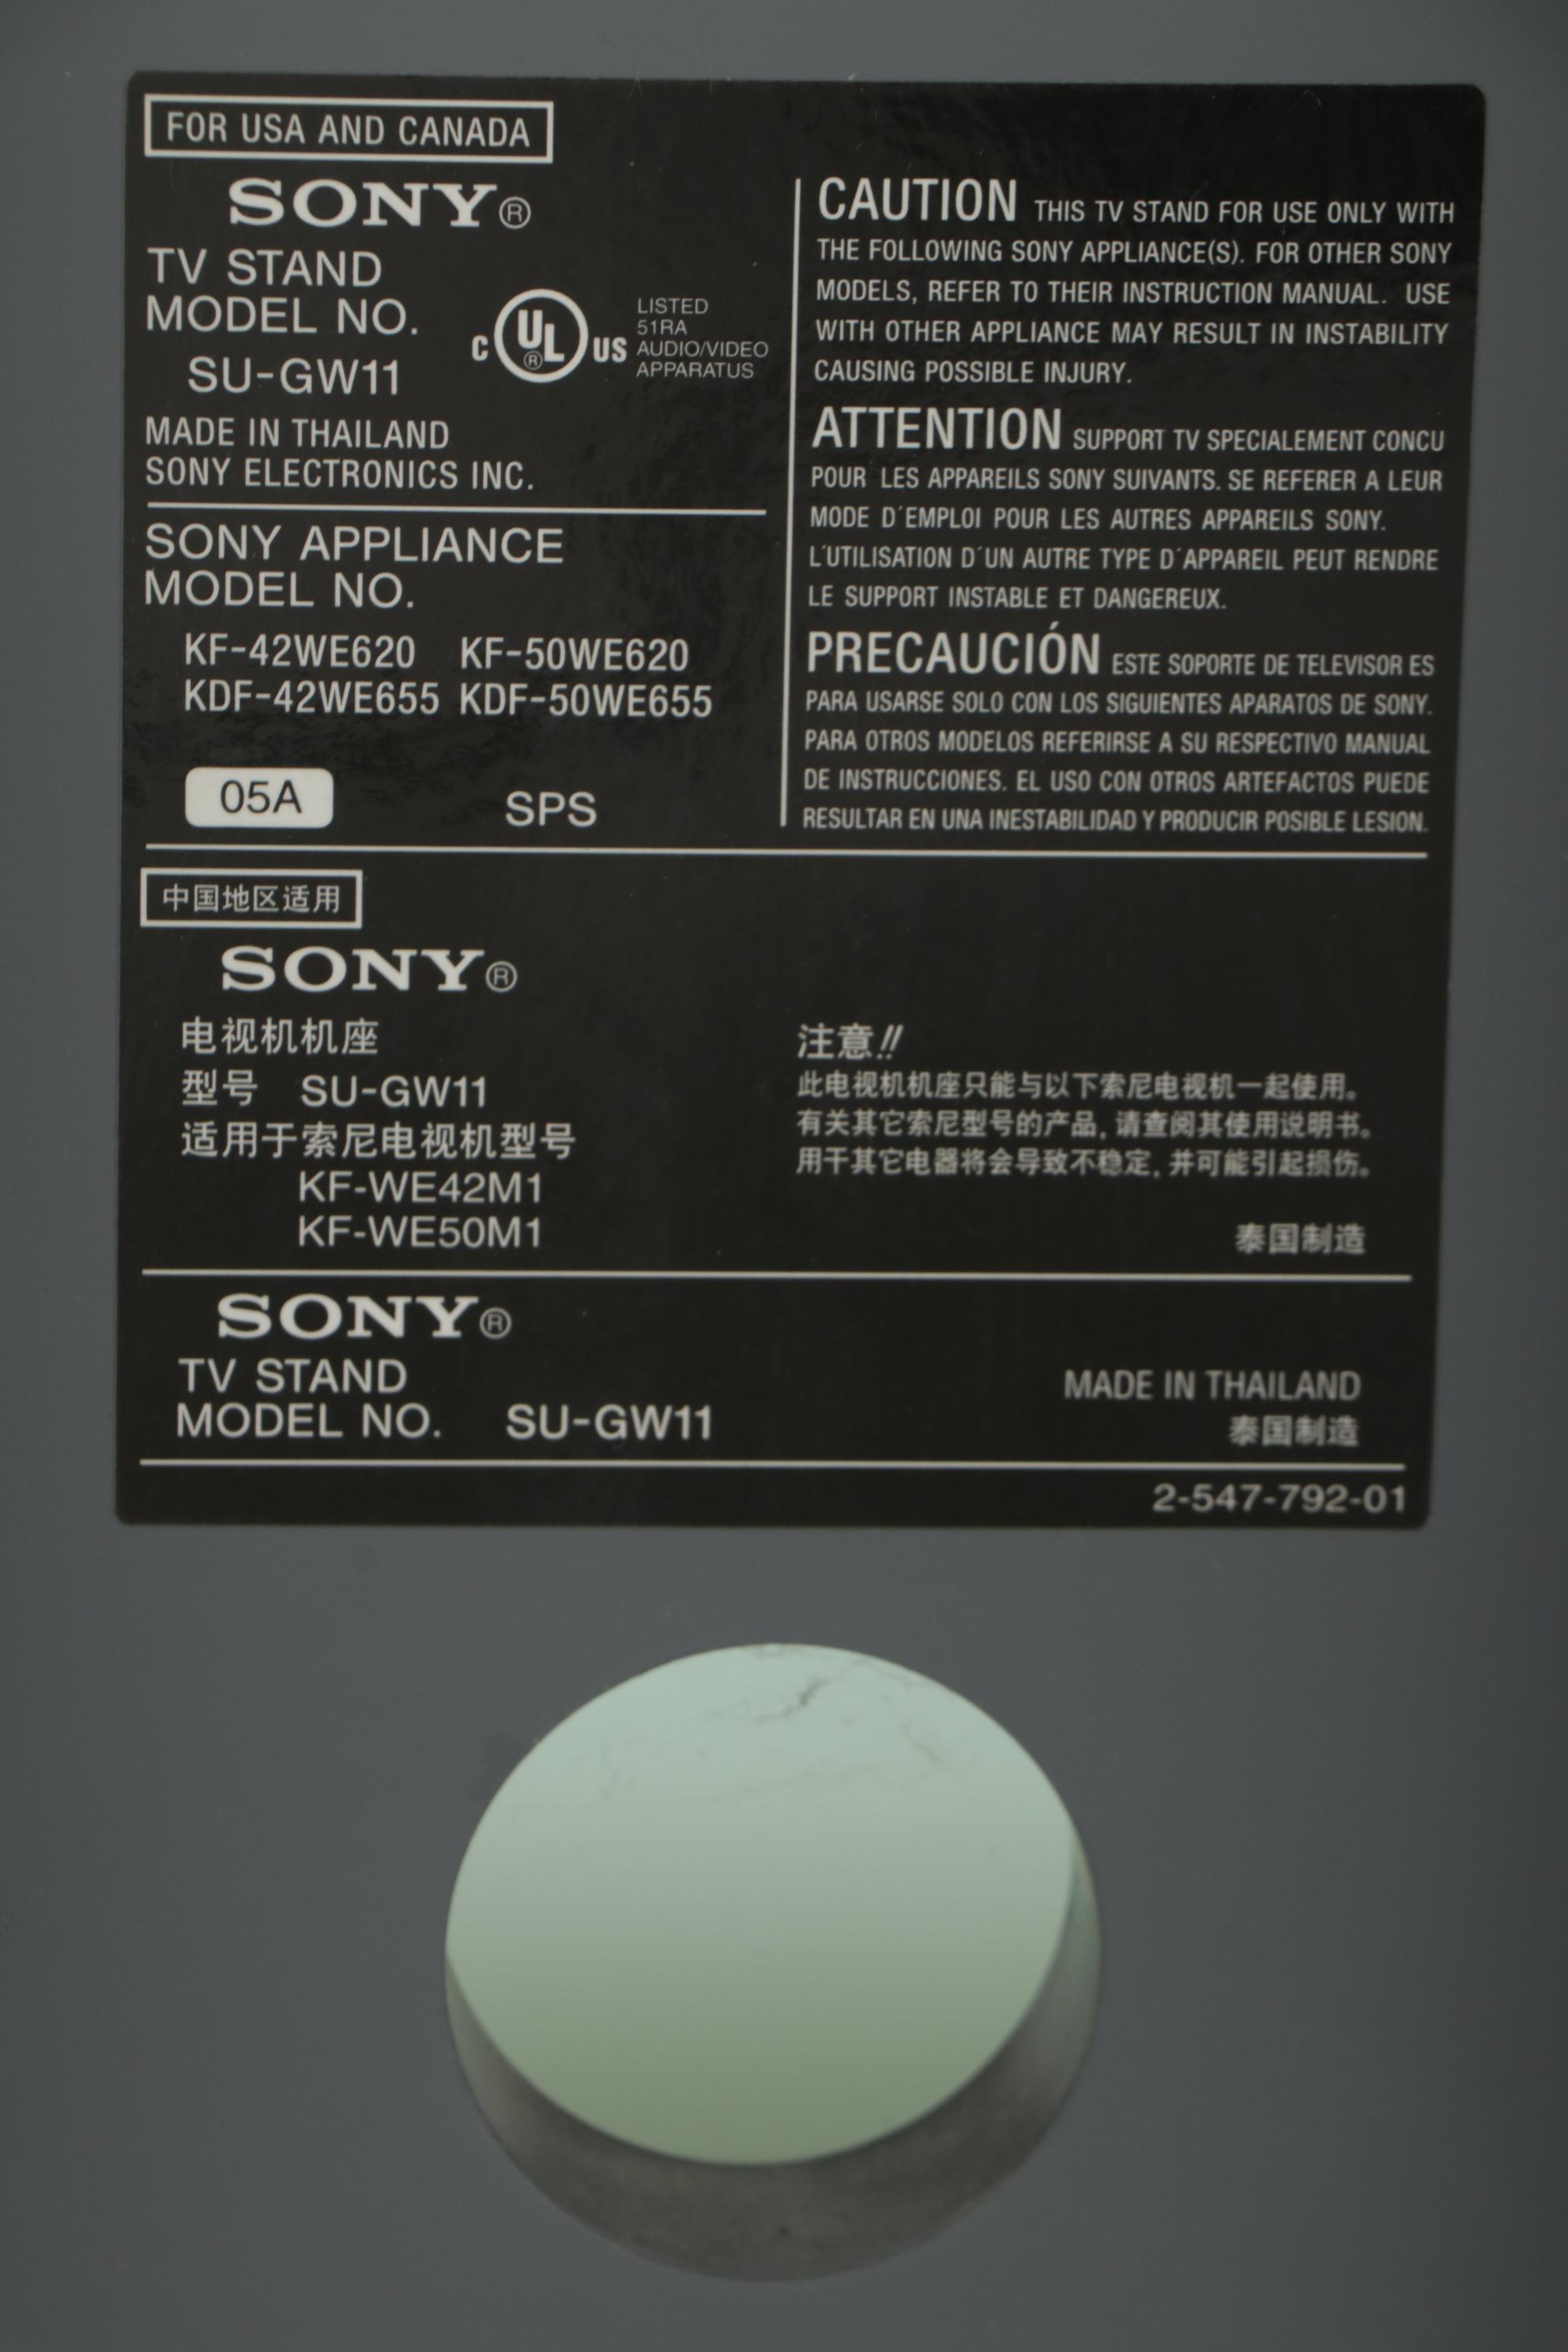 FOR USA AND CANADA
SONY®
TV STAND
MODEL NO.
SU-GW11
C UL® US
LISTED
51RA
AUDIO/VIDEO
APPARATUS
MADE IN THAILAND
SONY ELECTRONICS INC.
SONY APPLIANCE
MODEL NO.
KF-42WE620 KF-50WE620
KDF-42WE655 KDF-50WE655
05A SPS
CAUTION THIS TV STAND FOR USE ONLY WITH
THE FOLLOWING SONY APPLIANCE(S). FOR OTHER SONY
MODELS, REFER TO THEIR INSTRUCTION MANUAL. USE
WITH OTHER APPLIANCE MAY RESULT IN INSTABILITY
CAUSING POSSIBLE INJURY.
ATTENTION SUPPORT TV SPECIALEMENT CONCU
POUR LES APPAREILS SONY SUIVANTS. SE REFERER A LEUR
MODE D'EMPLOI POUR LES AUTRES APPAREILS SONY.
L'UTILISATION D'UN AUTRE TYPE D'APPAREIL PEUT RENDRE
LE SUPPORT INSTABLE ET DANGEREUX.
PRECAUCIÓN ESTE SOPORTE DE TELEVISOR ES
PARA USARSE SOLO CON LOS SIGUIENTES APARATOS DE SONY.
PARA OTROS MODELOS REFERIRSE A SU RESPECTIVO MANUAL
DE INSTRUCCIONES. EL USO CON OTROS ARTEFACTOS PUEDE
RESULTAR EN UNA INESTABILIDAD Y PRODUCIR POSIBLE LESION.
中国地区适用
SONY®
电视机机座
型号 SU-GW11
适用于索尼电视机型号
KF-WE42M1
KF-WE50M1
注意!!
此电视机机座只能与以下索尼电视机一起使用。
有关其它索尼型号的产品,请查阅其使用说明书。
用于其它电器将会导致不稳定,并可能引起损伤。
泰国制造
SONY®
TV STAND
MODEL NO. SU-GW11
MADE IN THAILAND
泰国制造
2-547-792-01